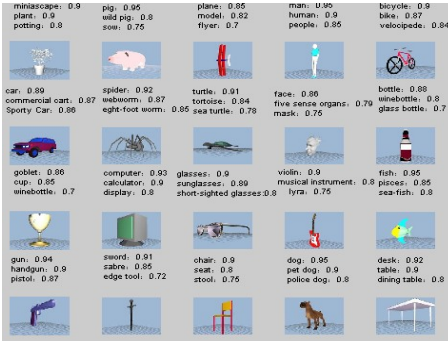 miniascape: 0.9
plant: 0.9
potting: 0.8
pig: 0.95
wild pig: 0.8
sow: 0.75
plane: 0.85
model: 0.82
flyer: 0.7
man: 0.95
human: 0.9
people: 0.85
bicycle: 0.9
bike: 0.87
velocipede: 0.84
car: 0.89
commercial cart: 0.87
Sporty Car: 0.86
spider: 0.92
webworm: 0.87
eght-foot worm: 0.85
turtle: 0.91
tortoise: 0.84
sea turtle: 0.78
face: 0.86
five sense organs: 0.79
mask: 0.75
bottle: 0.88
winebottle: 0.8
glass bottle: 0.7
goblet: 0.86
cup: 0.85
winebottle: 0.7
computer: 0.93
calculator: 0.9
display: 0.8
glasses: 0.9
sunglasses: 0.89
short-sighted glasses:0.8
violin: 0.9
musical instrument: 0.8
lyra: 0.75
fish: 0.95
pisces: 0.85
sea-fish: 0.8
gun: 0.94
handgun: 0.9
pistol: 0.87
sword: 0.91
sabre: 0.85
edge tool: 0.72
chair: 0.9
seat: 0.8
stool: 0.75
dog: 0.95
pet dog: 0.9
police dog: 0.8
desk: 0.92
table: 0.9
dining table: 0.8